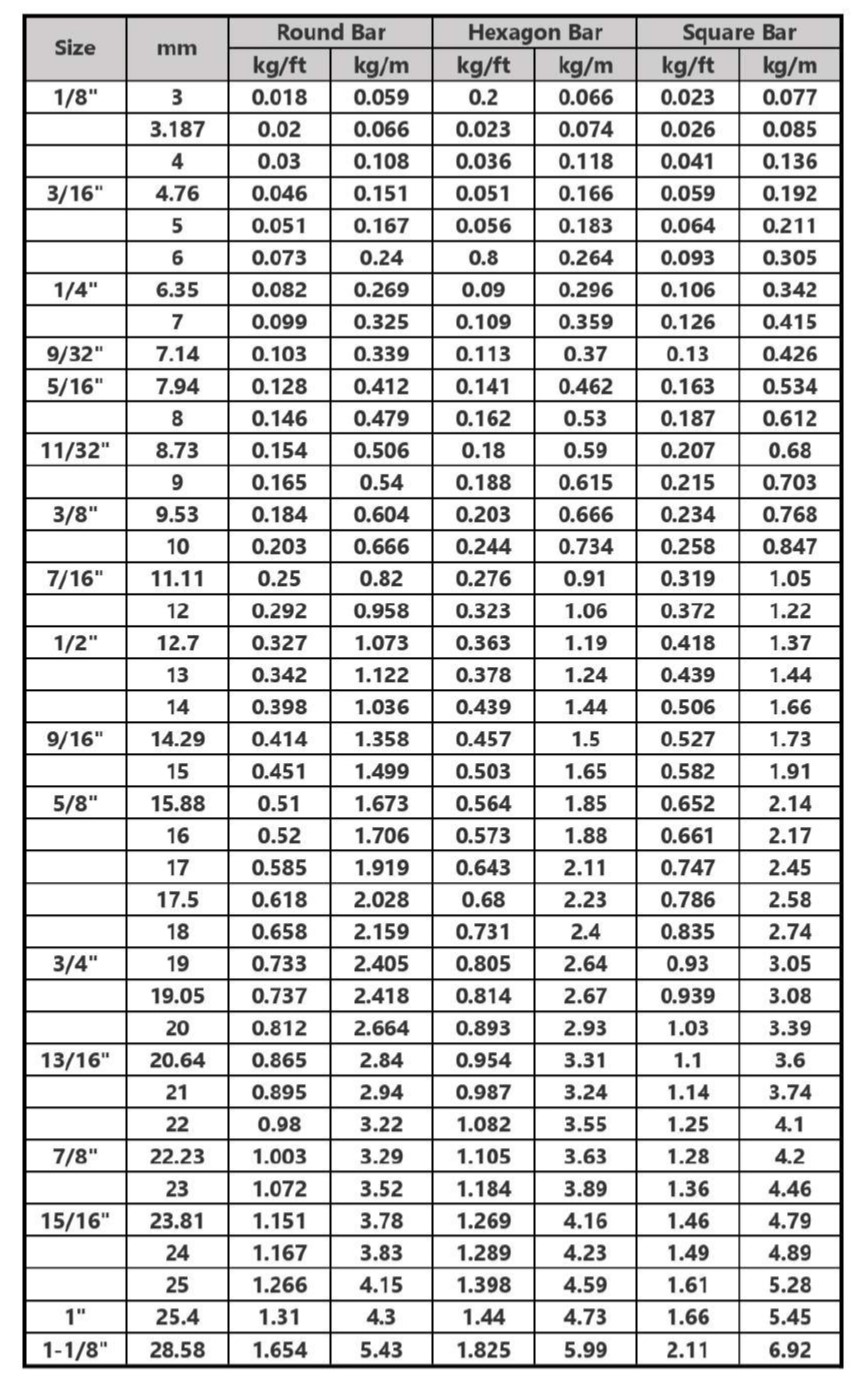 Size mm Round Bar Hexagon Bar Square Bar
kg/ft kg/m kg/ft kg/m kg/ft kg/m
1/8" 3 0.018 0.059 0.2 0.066 0.023 0.077
3.187 0.02 0.066 0.023 0.074 0.026 0.085
4 0.03 0.108 0.036 0.118 0.041 0.136
3/16" 4.76 0.046 0.151 0.051 0.166 0.059 0.192
5 0.051 0.167 0.056 0.183 0.064 0.211
6 0.073 0.24 0.8 0.264 0.093 0.305
1/4" 6.35 0.082 0.269 0.09 0.296 0.106 0.342
7 0.099 0.325 0.109 0.359 0.126 0.415
9/32" 7.14 0.103 0.339 0.113 0.37 0.13 0.426
5/16" 7.94 0.128 0.412 0.141 0.462 0.163 0.534
8 0.146 0.479 0.162 0.53 0.187 0.612
11/32" 8.73 0.154 0.506 0.18 0.59 0.207 0.68
9 0.165 0.54 0.188 0.615 0.215 0.703
3/8" 9.53 0.184 0.604 0.203 0.666 0.234 0.768
10 0.203 0.666 0.244 0.734 0.258 0.847
7/16" 11.11 0.25 0.82 0.276 0.91 0.319 1.05
12 0.292 0.958 0.323 1.06 0.372 1.22
1/2" 12.7 0.327 1.073 0.363 1.19 0.418 1.37
13 0.342 1.122 0.378 1.24 0.439 1.44
14 0.398 1.036 0.439 1.44 0.506 1.66
9/16" 14.29 0.414 1.358 0.457 1.5 0.527 1.73
15 0.451 1.499 0.503 1.65 0.582 1.91
5/8" 15.88 0.51 1.673 0.564 1.85 0.652 2.14
16 0.52 1.706 0.573 1.88 0.661 2.17
17 0.585 1.919 0.643 2.11 0.747 2.45
17.5 0.618 2.028 0.68 2.23 0.786 2.58
18 0.658 2.159 0.731 2.4 0.835 2.74
3/4" 19 0.733 2.405 0.805 2.64 0.93 3.05
19.05 0.737 2.418 0.814 2.67 0.939 3.08
20 0.812 2.664 0.893 2.93 1.03 3.39
13/16" 20.64 0.865 2.84 0.954 3.31 1.1 3.6
21 0.895 2.94 0.987 3.24 1.14 3.74
22 0.98 3.22 1.082 3.55 1.25 4.1
7/8" 22.23 1.003 3.29 1.105 3.63 1.28 4.2
23 1.072 3.52 1.184 3.89 1.36 4.46
15/16" 23.81 1.151 3.78 1.269 4.16 1.46 4.79
24 1.167 3.83 1.289 4.23 1.49 4.89
25 1.266 4.15 1.398 4.59 1.61 5.28
1" 25.4 1.31 4.3 1.44 4.73 1.66 5.45
1-1/8" 28.58 1.654 5.43 1.825 5.99 2.11 6.92